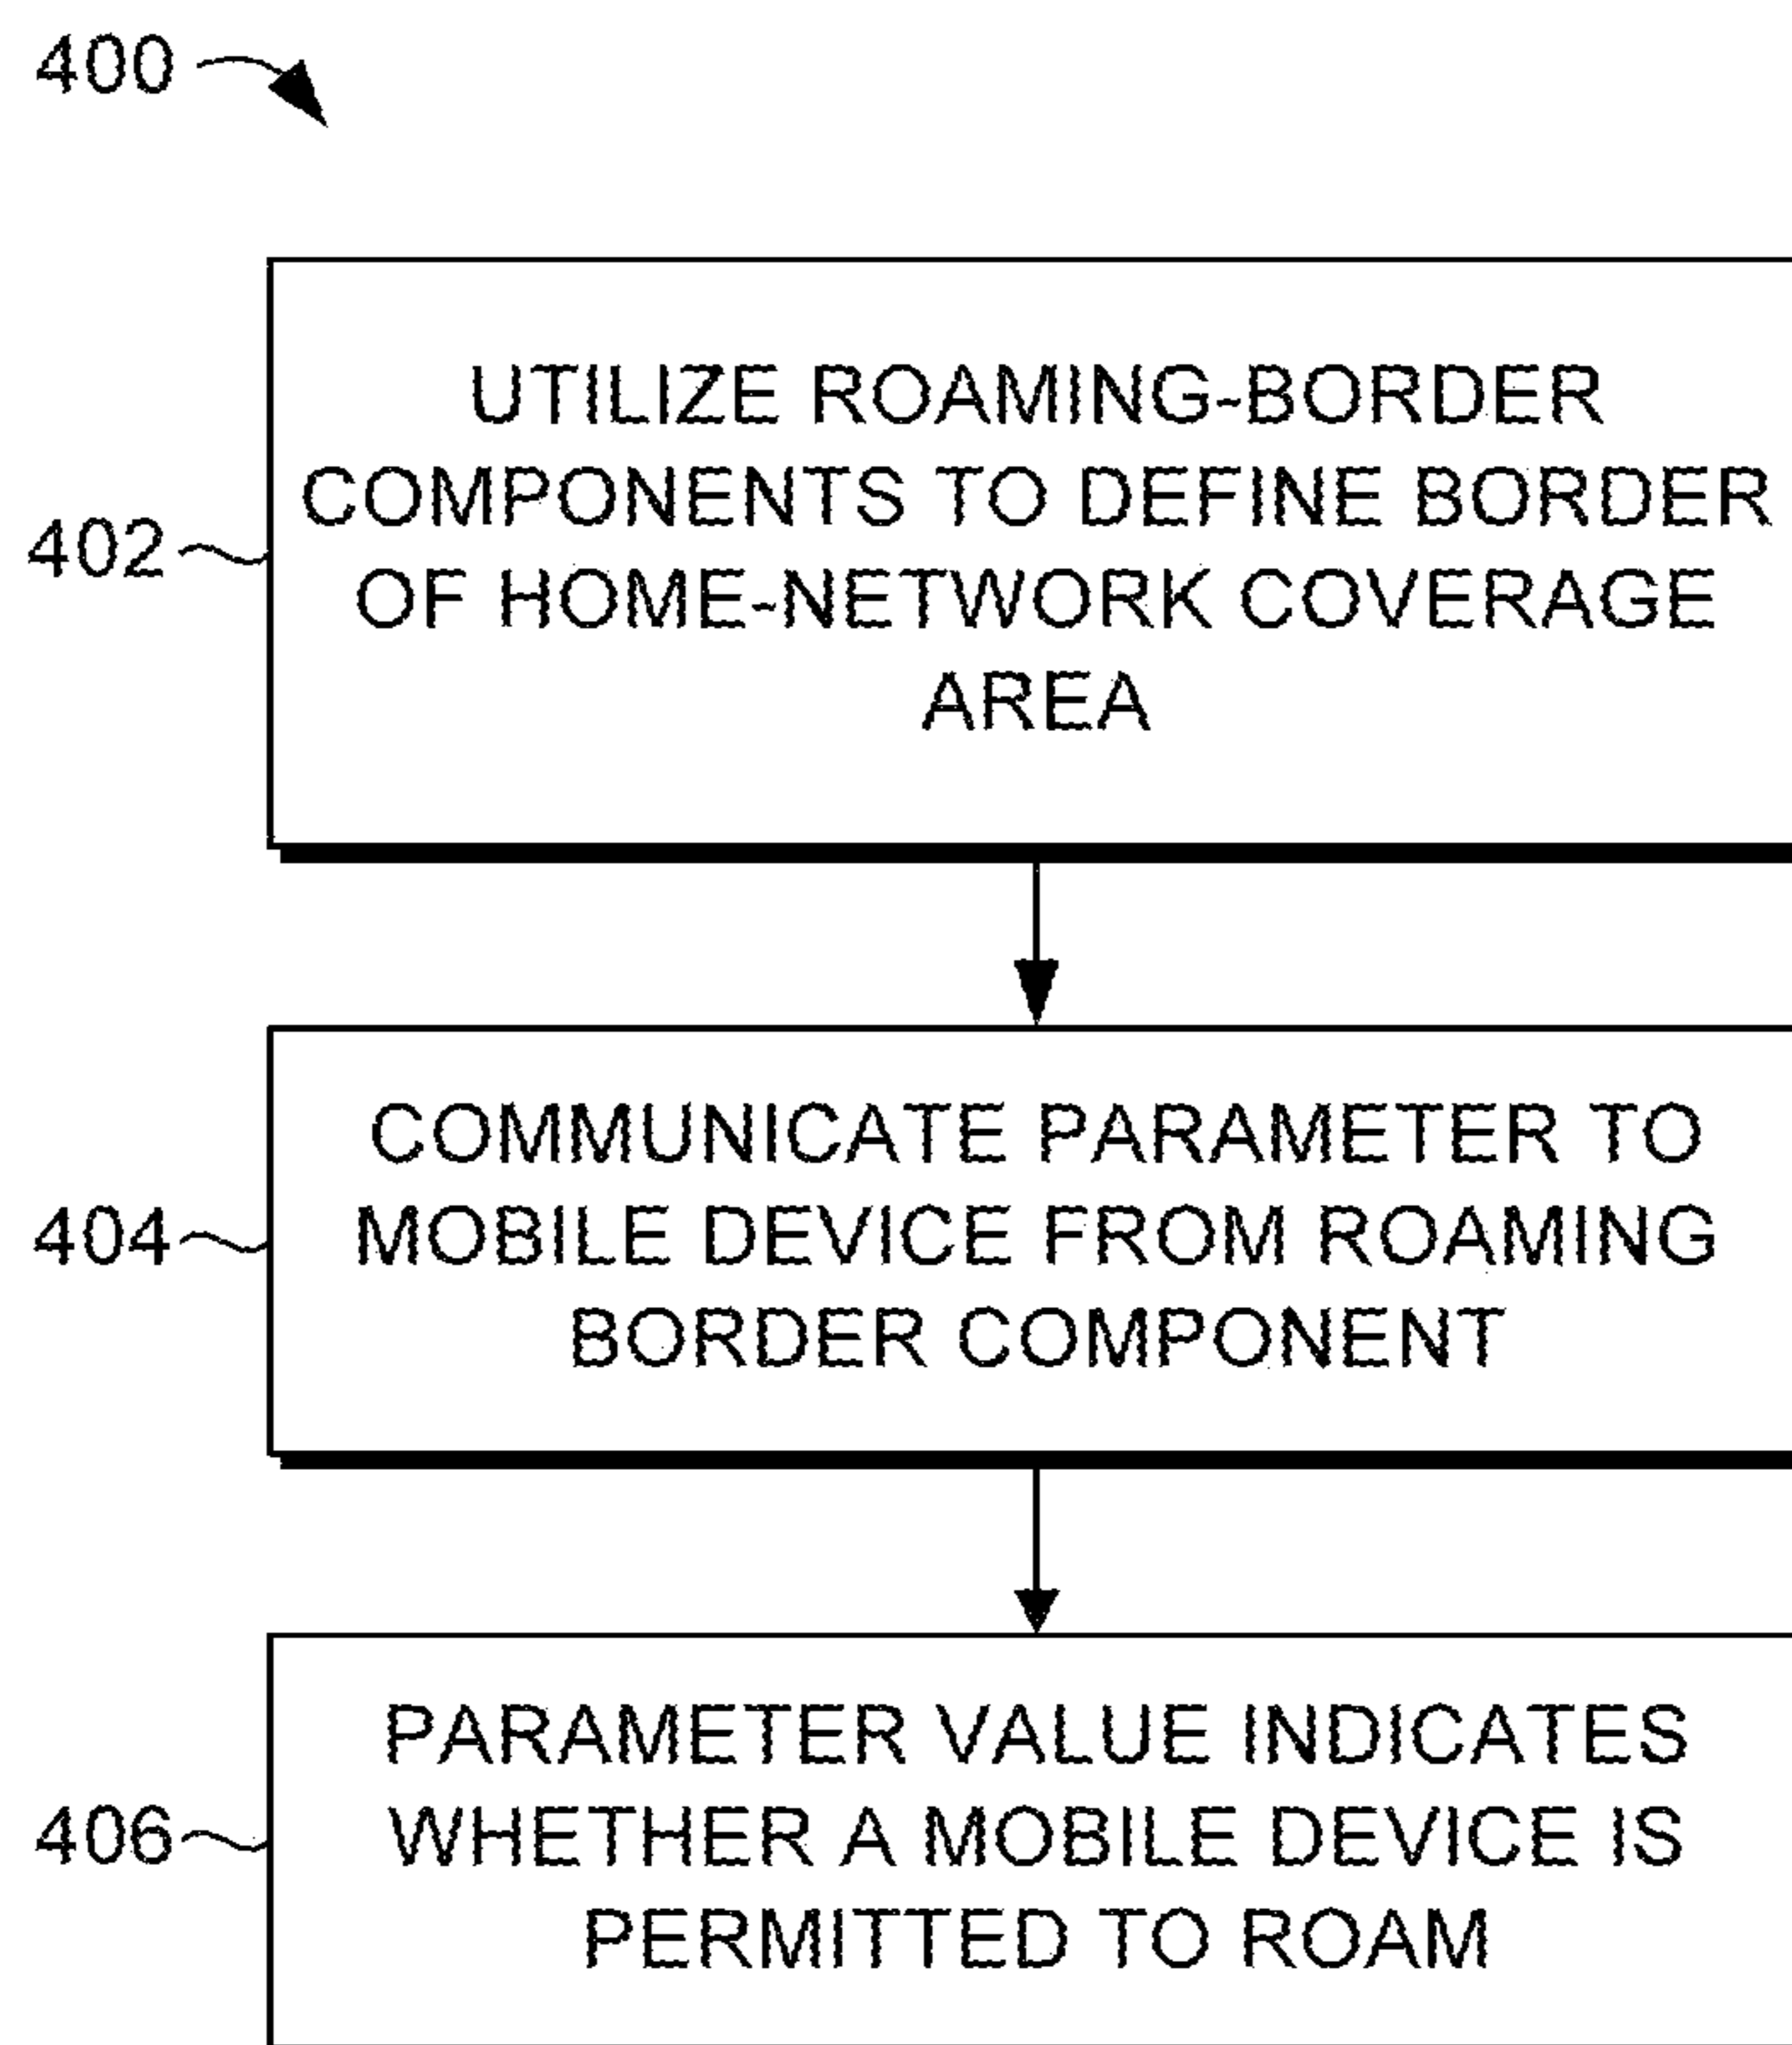 400
UTILIZE ROAMING-BORDER
COMPONENTS TO DEFINE BORDER
402
OF HOME-NETWORK COVERAGE
AREA
COMMUNICATE PARAMETER TO
404
MOBILE DEVICE FROM ROAMING
BORDER COMPONENT
PARAMETER VALUE INDICATES
406
WHETHER A MOBILE DEVICE IS
PERMITTED TO ROAM